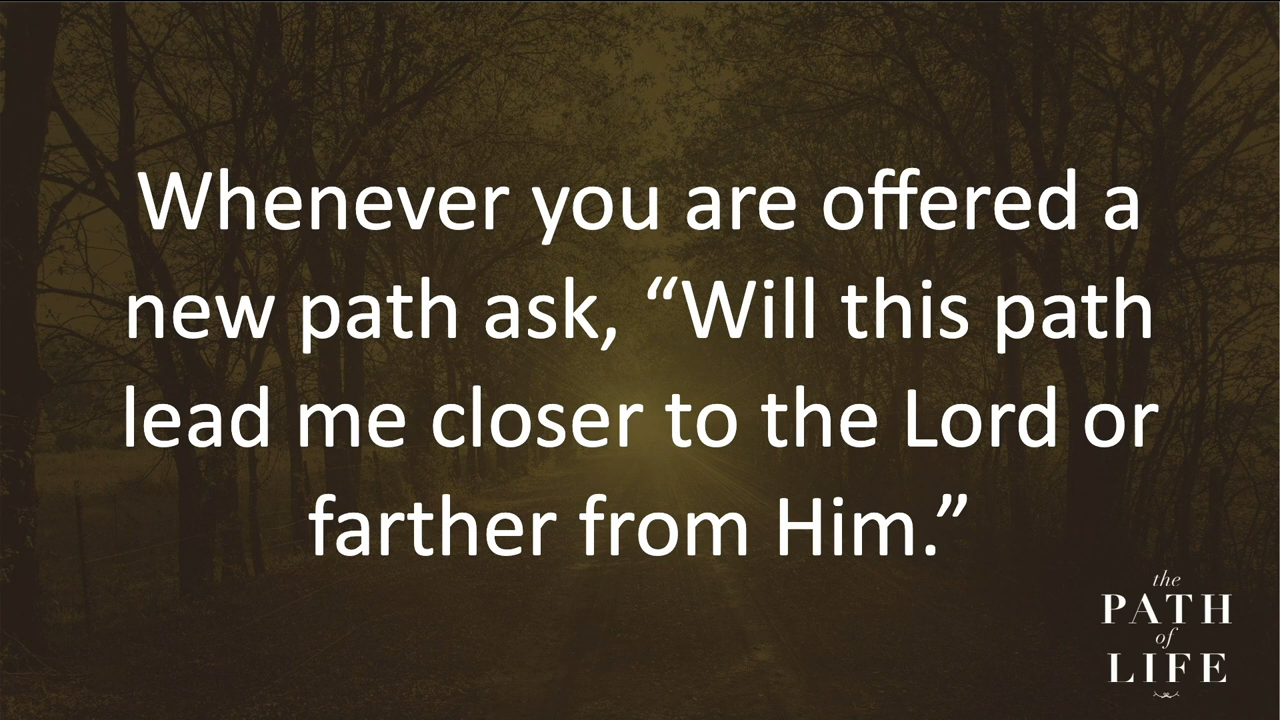 Whenever you are offered a
new path ask, “Will this path
lead me closer to the Lord or
farther from Him.”
the
PATH
of
LIFE